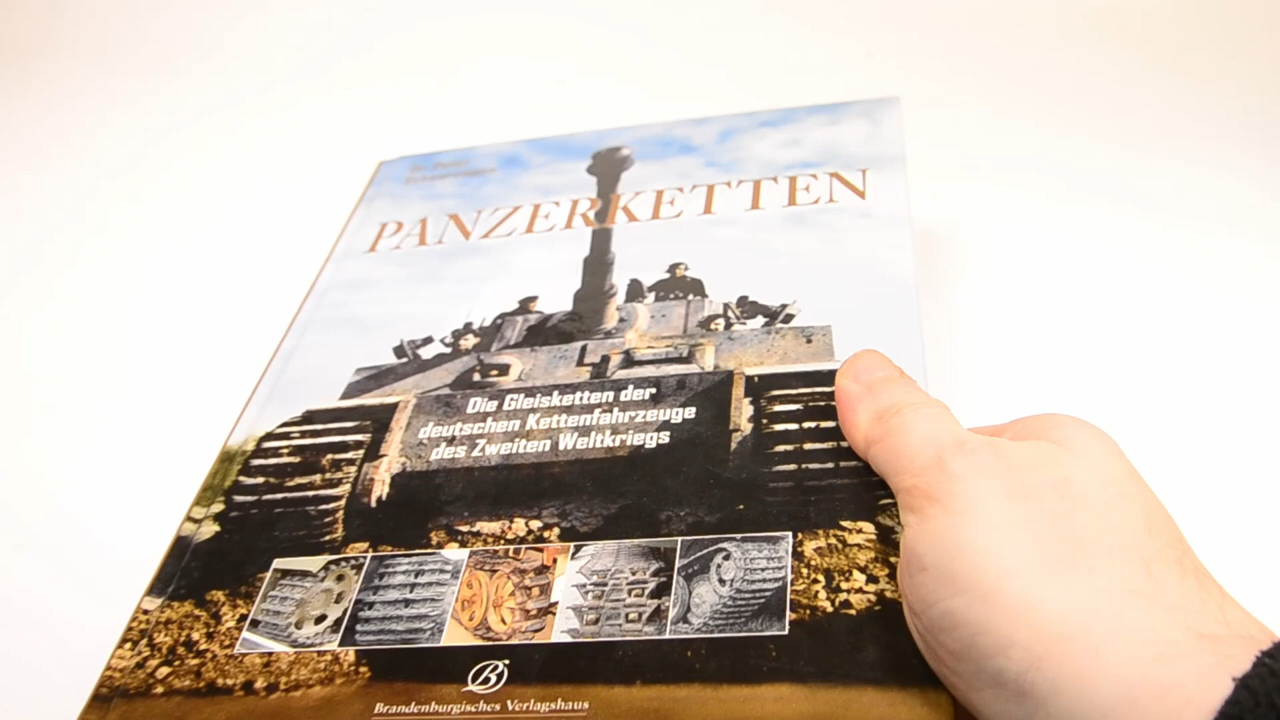 PANZERKETTEN
Die Gleisketten der
deutschen Kettenfahrzeuge
des Zweiten Weltkriegs
B
Brandenburgisches Verlagshaus